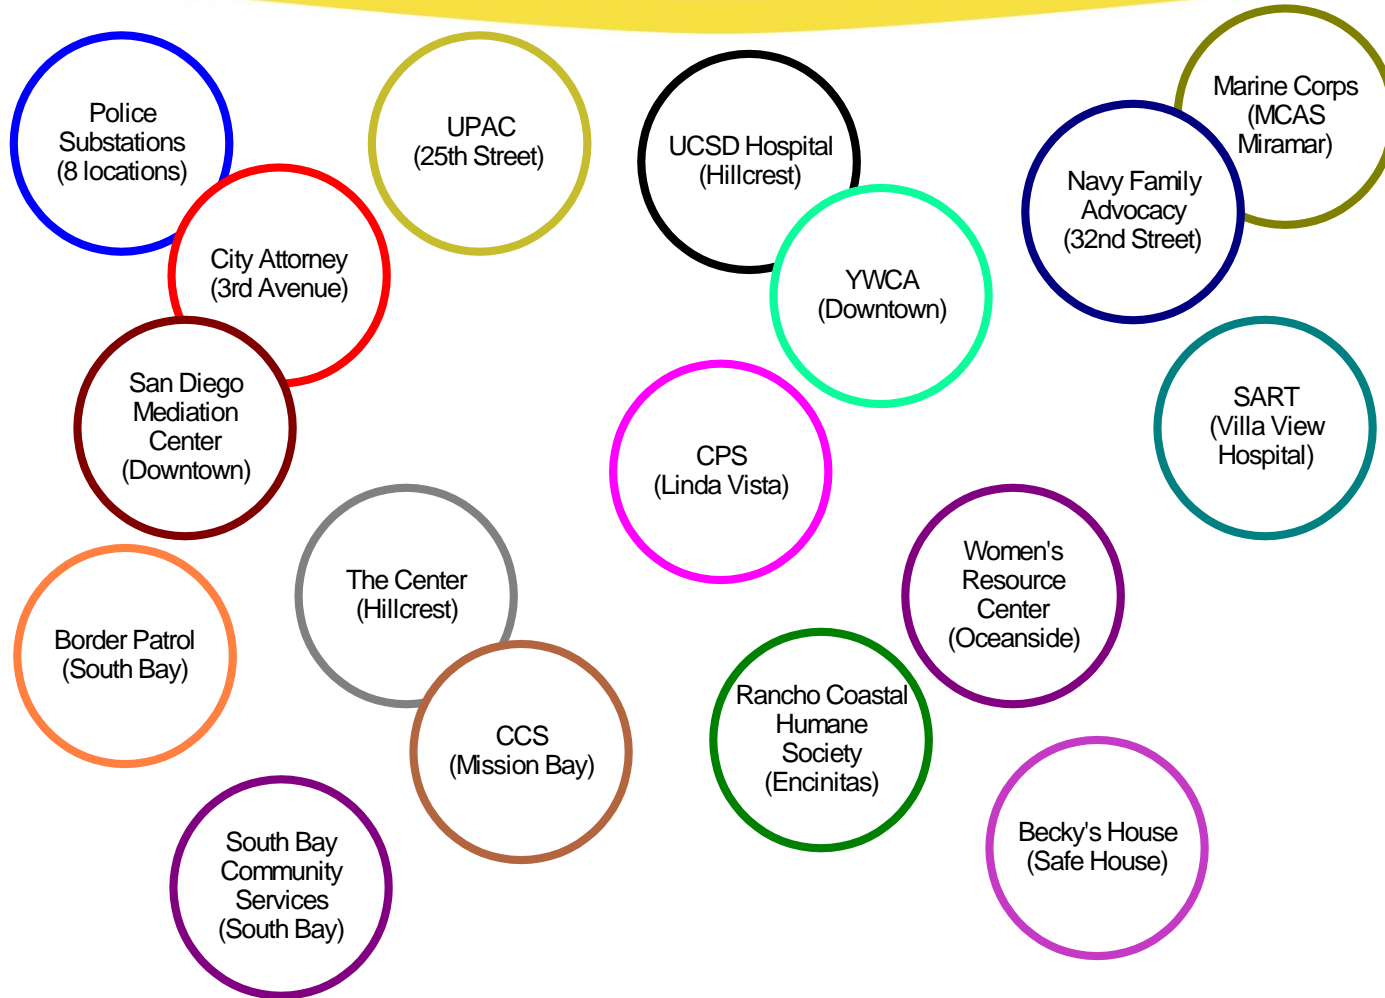 Police
Substations
(8 locations)
UPAC
(25th Street)
UCSD Hospital
(Hillcrest)
Marine Corps
(MCAS
Miramar)
Navy Family
Advocacy
(32nd Street)
City Attorney
(3rd Avenue)
YWCA
(Downtown)
San Diego
Mediation
Center
(Downtown)
CPS
(Linda Vista)
SART
(Villa View
Hospital)
The Center
(Hillcrest)
Women's
Resource
Center
(Oceanside)
Border Patrol
(South Bay)
CCS
(Mission Bay)
Rancho Coastal
Humane
Society
(Encinitas)
South Bay
Community
Services
(South Bay)
Becky's House
(Safe House)